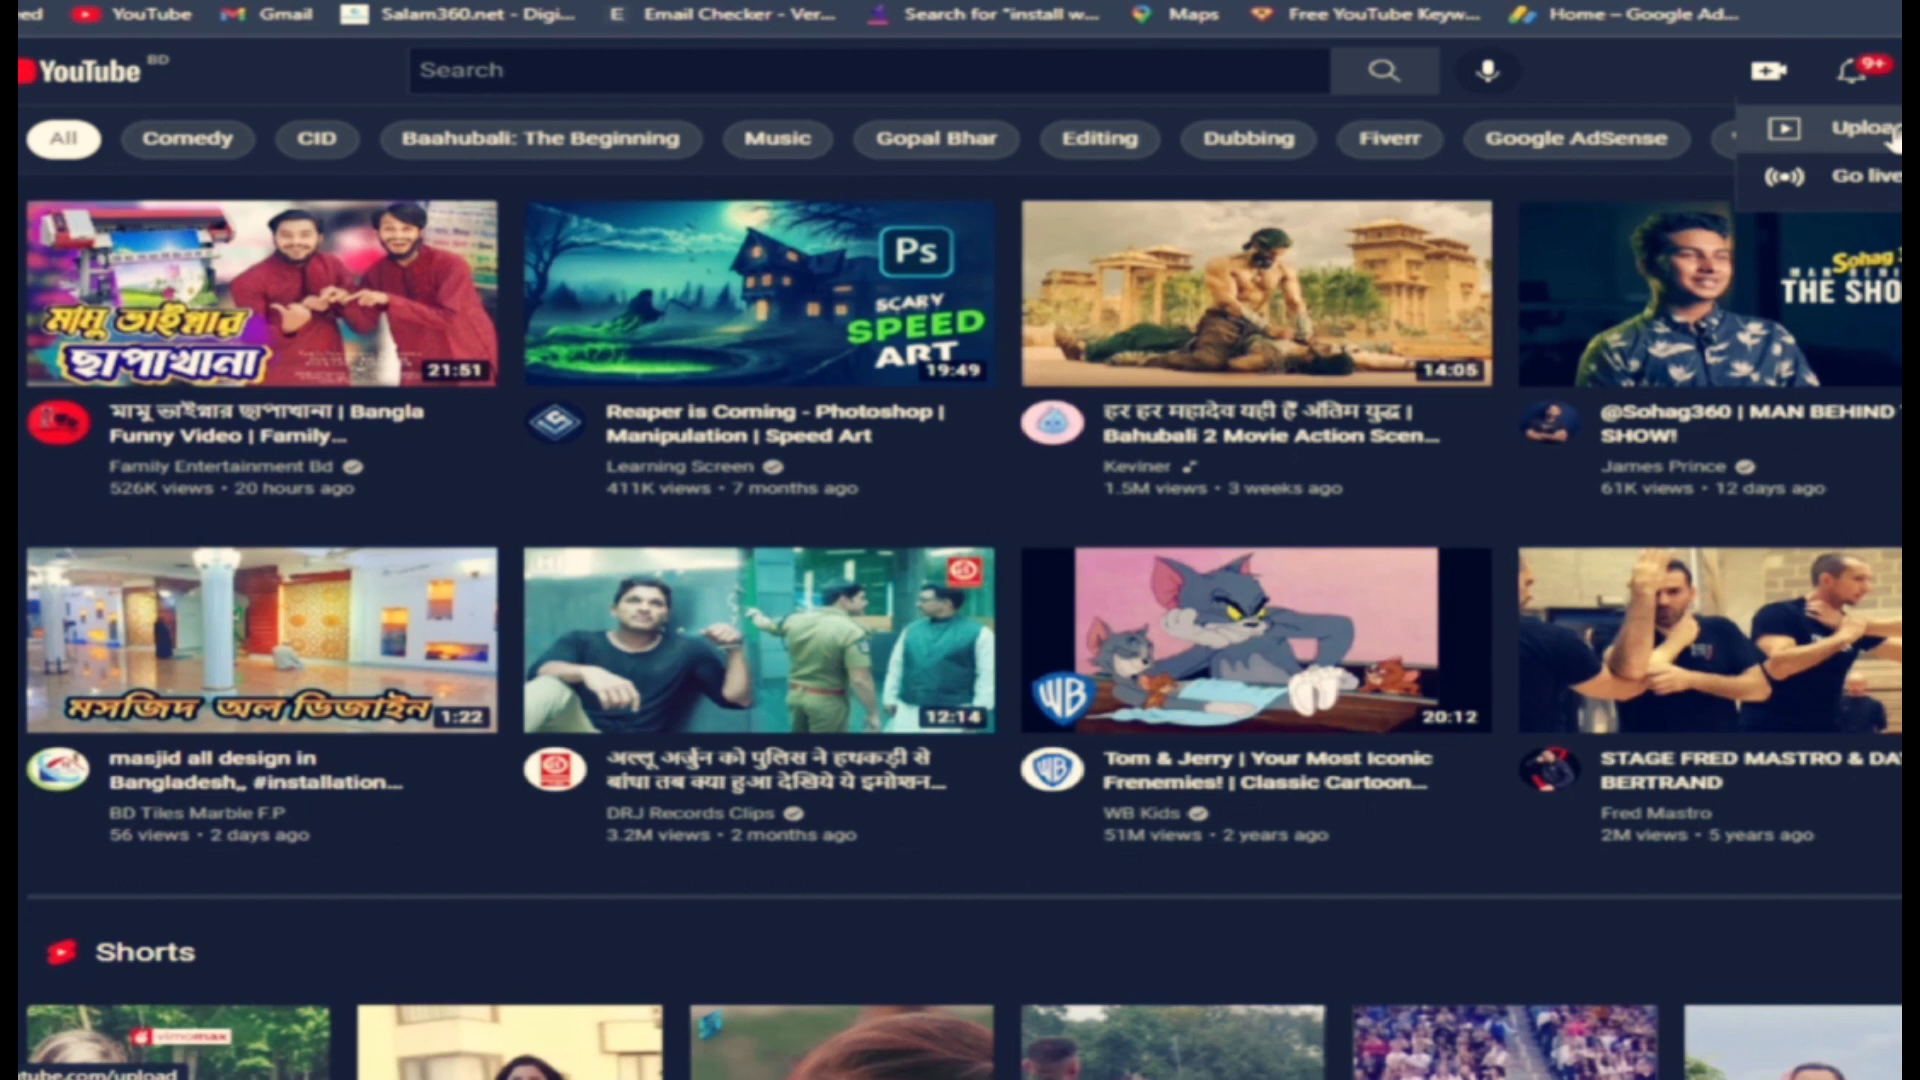 YouTube Gmail Salam360.net - Digi... Email Checker - Ver... Search for "install w... Maps Free YouTube Keyw... Home – Google Ad...
YouTube BD Search 9+
All Comedy CID Baahubali: The Beginning Music Gopal Bhar Editing Dubbing Fiverr Google AdSense
Go live
মামু ভাইগ্নার
ছাপাখানা
21:51
Ps
SCARY
SPEED
ART
19:49
14:05
Sohag
THE SHO
মামু ভাইগ্নার ছাপাখানা | Bangla
Funny Video | Family...
Family Entertainment Bd
526K views • 20 hours ago
Reaper is Coming - Photoshop |
Manipulation | Speed Art
Learning Screen
411K views • 7 months ago
हर हर महादेव यही हैं अंतिम युद्ध |
Bahubali 2 Movie Action Scen...
Keviner
1.5M views • 3 weeks ago
@Sohag360 | MAN BEHIND
SHOW!
James Prince
61K views • 12 days ago
মসজিদ অল ডিজাইন
1:22
12:14
WB
20:12
masjid all design in
Bangladesh,, #installation...
BD Tiles Marble F.P
56 views • 2 days ago
अल्लू अर्जुन को पुलिस ने हथकड़ी से
बांधा तब क्या हुआ देखिये ये इमोशन...
DRJ Records Clips
3.2M views • 2 months ago
Tom & Jerry | Your Most Iconic
Frenemies! | Classic Cartoon...
WB Kids
51M views • 2 years ago
STAGE FRED MASTRO & DA
BERTRAND
Fred Mastro
2M views • 5 years ago
Shorts
vimomax
tube.com/upload